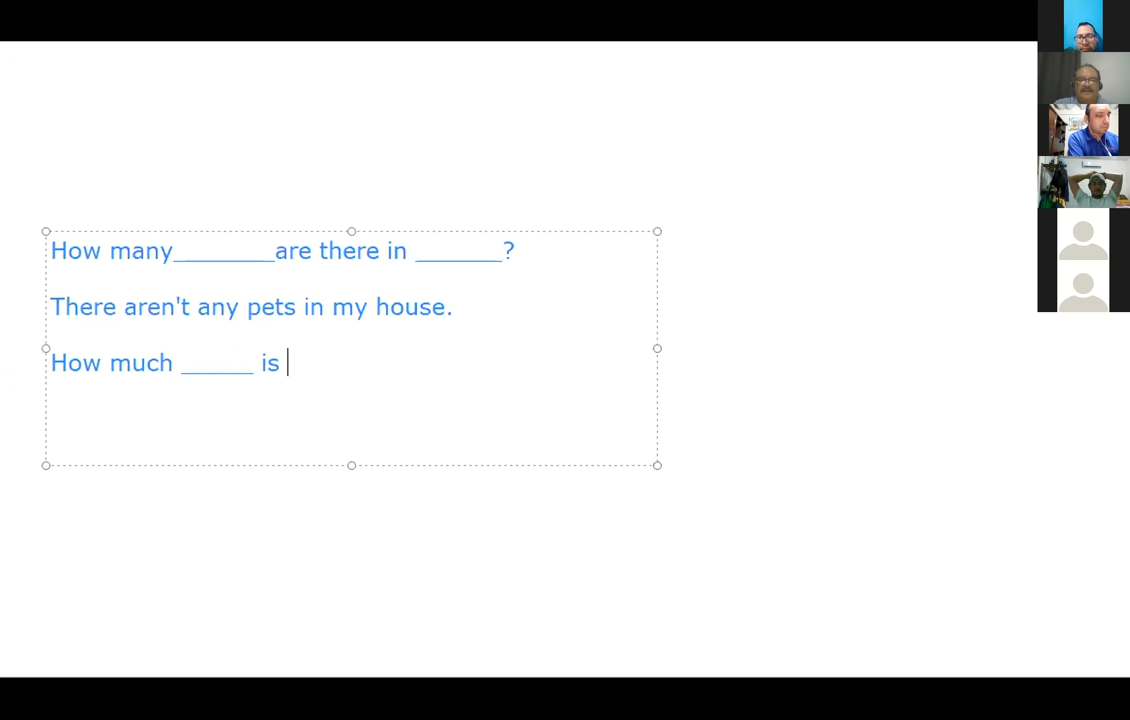 How many________are there in _______?
There aren't any pets in my house.
How much ______ is